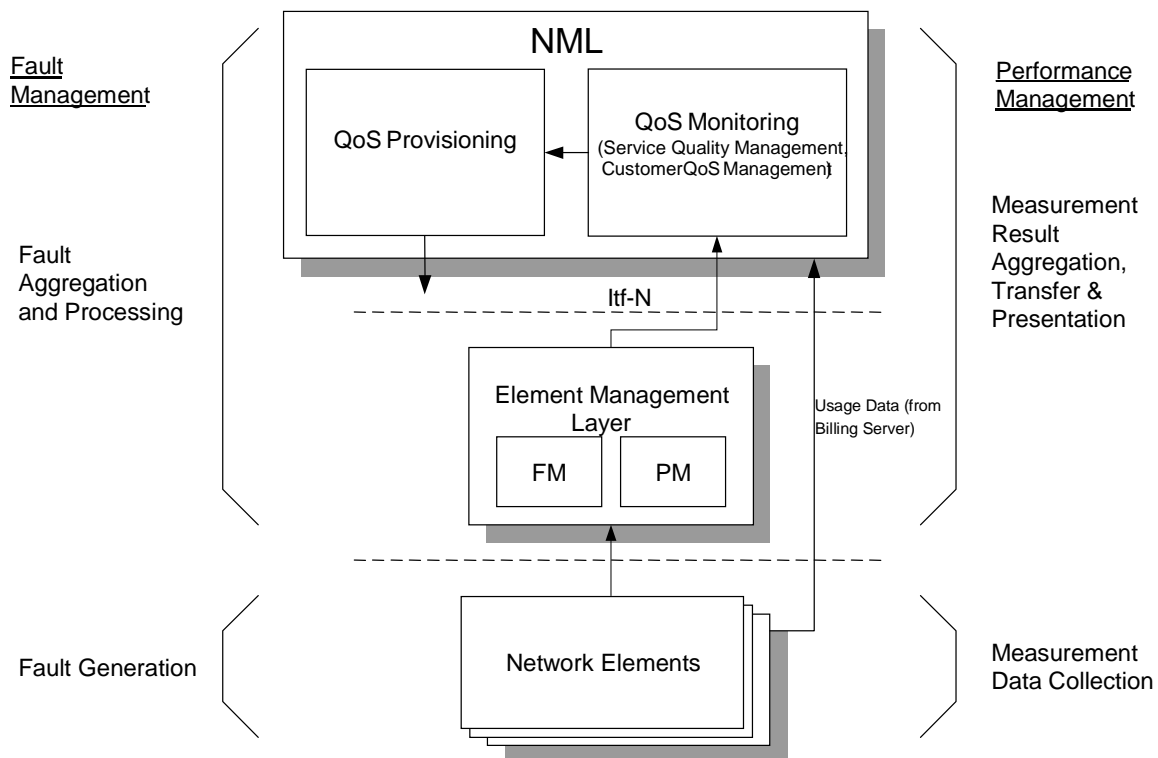 NML
Fault
Management
Performance
Management
QoS Provisioning
QoS Monitoring
(Service Quality Management,
Customer QoS Management)
Fault
Aggregation
and Processing
Measurement
Result
Aggregation,
Transfer &
Presentation
Itf-N
Element Management
Layer
FM
PM
Usage Data (from
Billing Server)
Fault Generation
Network Elements
Measurement
Data Collection